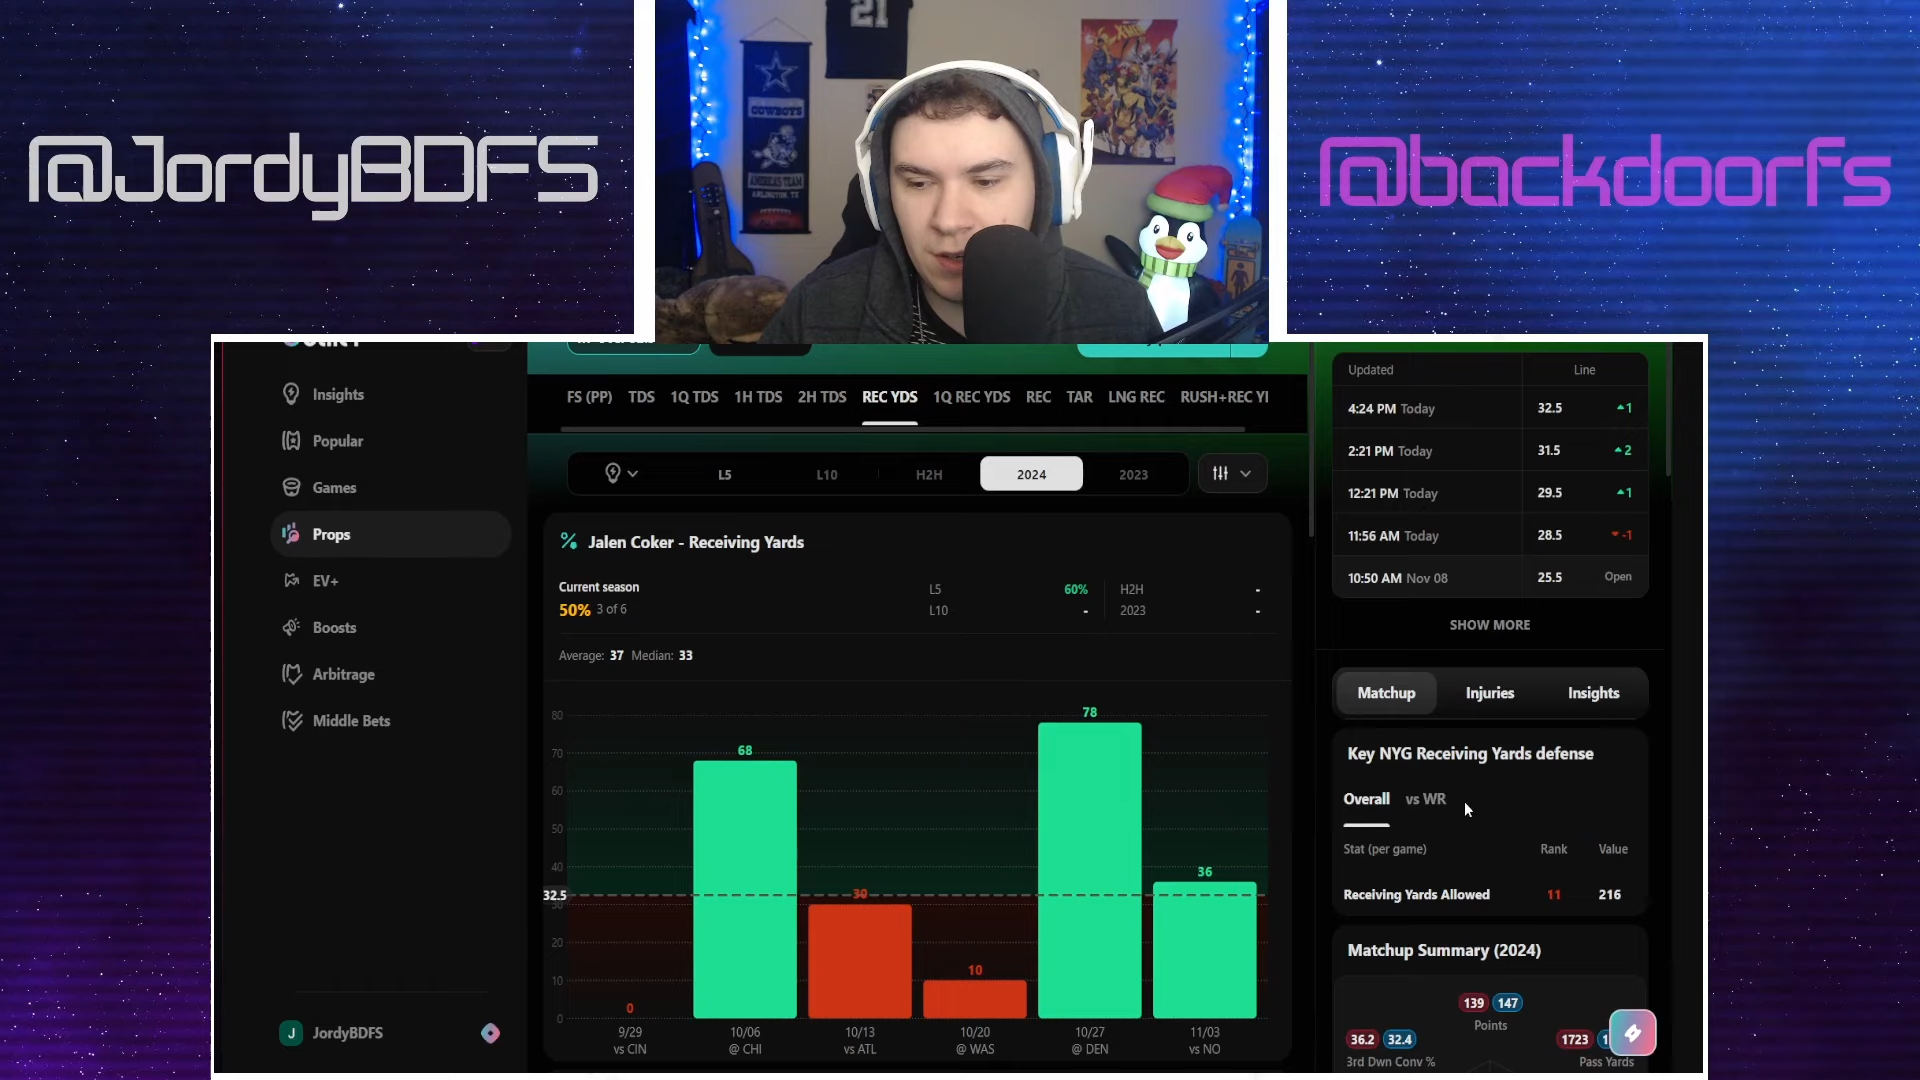 @JordyBDFS
21
COWBOYS
AMERICA'S TEAM
ARLINGTON, TX
X-MEN
@backdoorfs
Insights
Popular
Games
Props
EV+
Boosts
Arbitrage
Middle Bets
J JordyBDFS
FS (PP) TDS 1Q TDS 1H TDS 2H TDS REC YDS 1Q REC YDS REC TAR LNG REC RUSH+REC YI
L5 L10 H2H 2024 2023
Jalen Coker - Receiving Yards
Current season
50% 3 of 6
L5 60% H2H -
L10 - 2023 -
Average: 37 Median: 33
80
70
60
50
40
30
20
10
0
32.5
0 68 30 10 78 36
9/29 10/06 10/13 10/20 10/27 11/03
vs CIN @ CHI vs ATL @ WAS @ DEN vs NO
Updated Line
4:24 PM Today 32.5 1
2:21 PM Today 31.5 2
12:21 PM Today 29.5 1
11:56 AM Today 28.5 -1
10:50 AM Nov 08 25.5 Open
SHOW MORE
Matchup Injuries Insights
Key NYG Receiving Yards defense
Overall vs WR
Stat (per game) Rank Value
Receiving Yards Allowed 11 216
Matchup Summary (2024)
139 147
Points
36.2 32.4
3rd Dwn Conv %
1723
Pass Yards